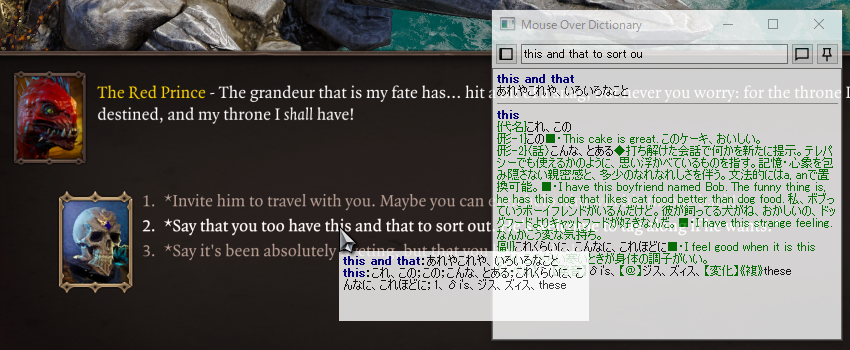 Mouse Over Dictionary
this and that to sort ou
The Red Prince - The grandeur that is my fate has... hit a
never you worry: for the throne I
destined, and my throne I shall have!
1. *Invite him to travel with you. Maybe you can
2. *Say that you too have this and that to sort out
3. *Say it's been absolutely
but that you
this and that
あれやこれや、いろいろなこと
this
{代名}これ、この
{形-1}この■・This cake is great. このケーキ、おいしい。
{形-2}《話》こんな、とある◆打ち解けた会話で何かを新たに提示。テレパ
シーでも使えるかのように、思い浮かべているものを指す。記憶・心象を包
み隠さない親密感と、多少のなれなれしさを伴う。文法的にはa, anで置
換可能。■・I have this boyfriend named Bob. The funny thing is,
he has this dog that likes cat food better than dog food. 私、ボブっ
ていうボーイフレンドがいるんだけど。彼が飼ってる犬がね、おかしいの、ドッ
グフードよりキャットフードが好きなんだ。■・I have this strange feeling.
なんかこう変な気持ち。
{副}これくらい、こんなに、これほどに■・I feel good when it is this
ときが身体の調子がいい。
i's、【@】ジス、ズィス、【変化】《複》these
this and that:あれやこれや、いろいろなこと
this:これ、この;この;こんな、とある;これくらい、こ
んなに、これほどに;1、ði's、ジス、ズィス、these